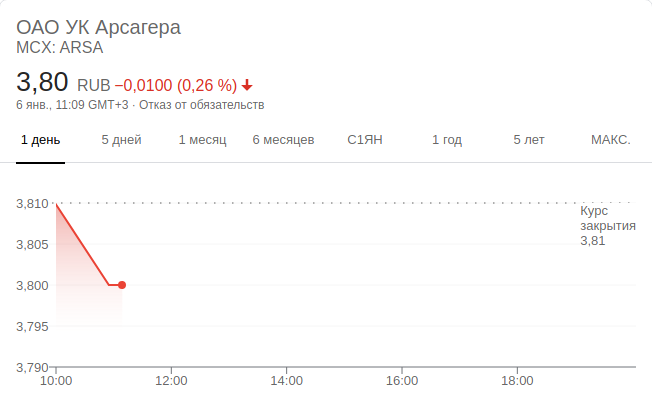 ОАО УК Арсагера
MCX: ARSA
3,80 RUB −0,0100 (0,26 %)
6 янв., 11:09 GMT+3 · Отказ от обязательств
1 день 5 дней 1 месяц 6 месяцев С1ЯН 1 год 5 лет МАКС.
3,810
Курс
закрытия
3,81
3,805
3,800
3,795
3,790
10:00 12:00 14:00 16:00 18:00